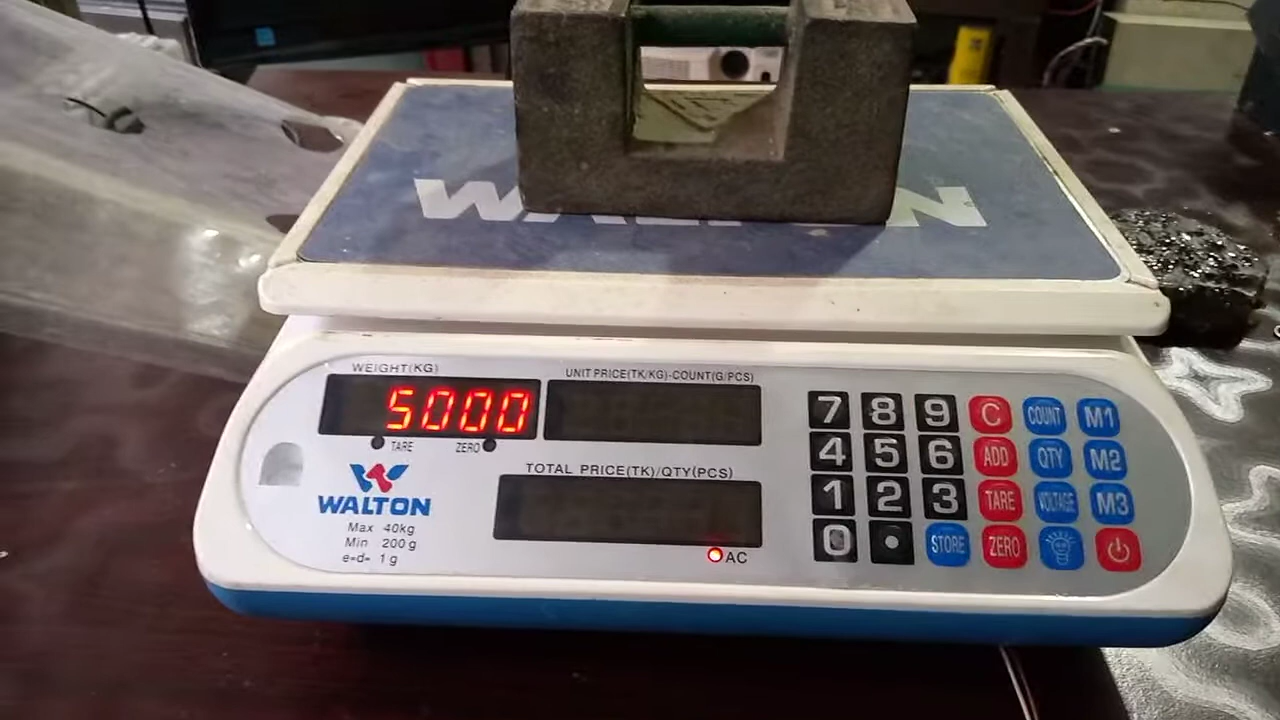 WALTON
WEIGHT(KG)
UNIT PRICE(TK/KG)-COUNT(G/PCS)
5000
TARE
ZERO
TOTAL PRICE(TK)/QTY(PCS)
WALTON
Max 40kg
Min 200g
e=d= 1g
AC
7 8 9 C COUNT M1
4 5 6 ADD QTY M2
1 2 3 TARE VOLTAGE M3
0 . STORE ZERO